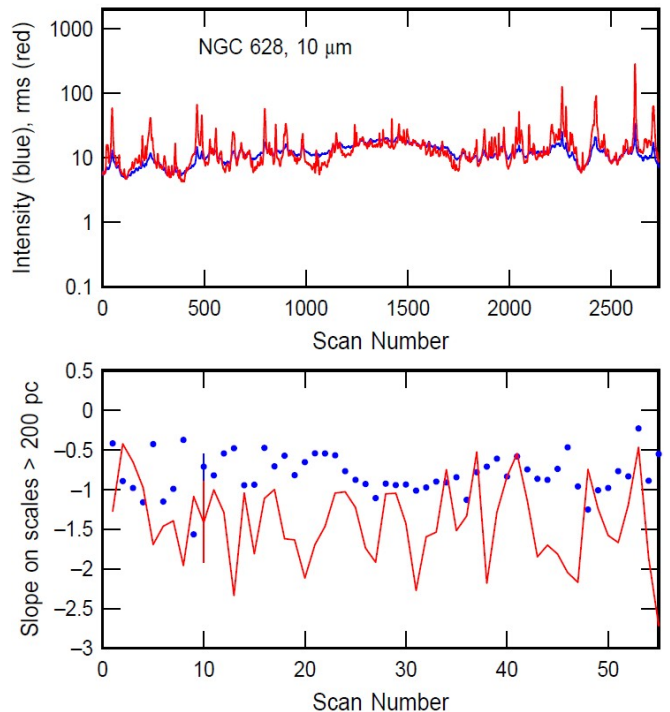 1000
100
10
1
0.1
Intensity (blue), rms (red)
NGC 628, 10 μm
0 500 1000 1500 2000 2500
Scan Number
0.5
0
–0.5
–1
–1.5
–2
–2.5
–3
Slope on scales > 200 pc
0 10 20 30 40 50
Scan Number